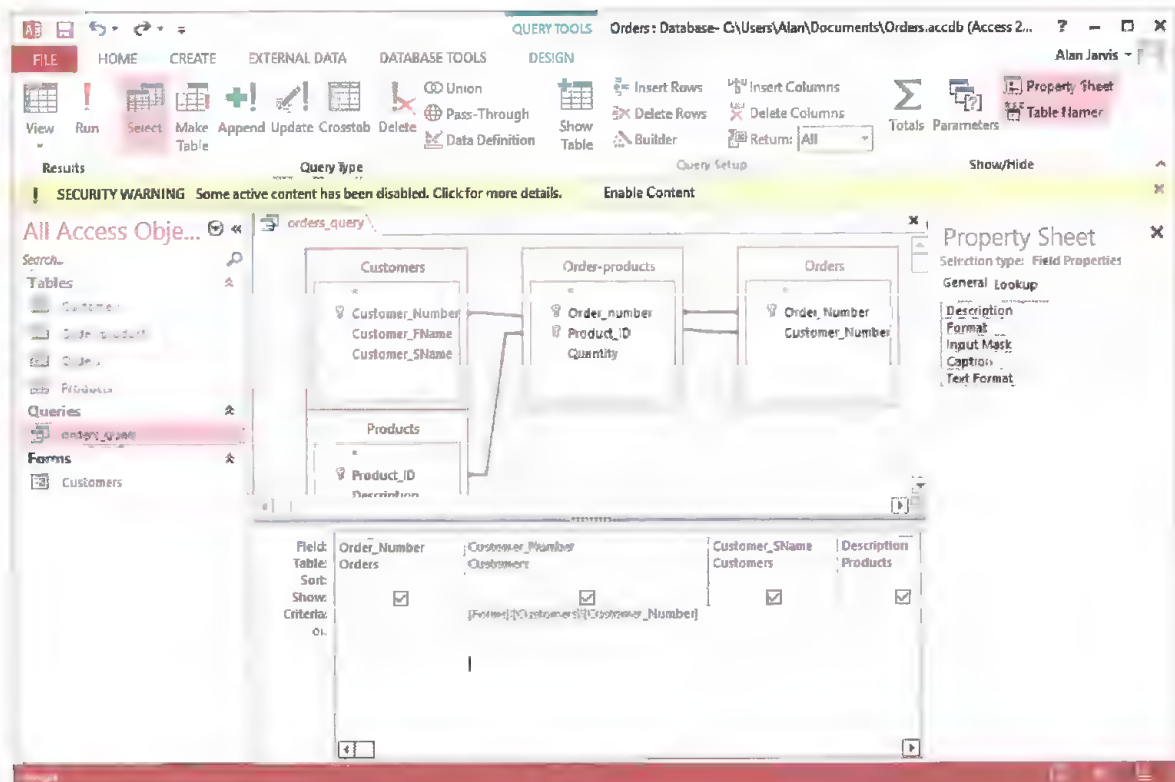 QUERY TOOLS Orders : Database- C:\Users\Alan\Documents\Orders.accdb (Access 2... ?
FILE HOME CREATE EXTERNAL DATA DATABASE TOOLS DESIGN Alan Jarvis
View Run Select Make Table Append Update Crosstab Delete
Union
Pass-Through
Data Definition
Show Table
Insert Rows
Delete Rows
Builder
Insert Columns
Delete Columns
Return: All
Totals Parameters
Property Sheet
Table Namer
Results Query Type Query Setup Show/Hide
! SECURITY WARNING Some active content has been disabled. Click for more details. Enable Content
All Access Obje...
Search...
Tables
Customers
Products
Queries
orders_query
Forms
Customers
orders_query
Customers
*
Customer_Number
Customer_FName
Customer_SName
Order-products
*
Order_number
Product_ID
Quantity
Orders
*
Order_Number
Customer_Number
Products
*
Product_ID
Description
Property Sheet
Selection type: Field Properties
General Lookup
Description
Format
Input Mask
Caption
Text Format
Field: Order_Number Customer_Number Customer_SName Description
Table: Orders Customers Customers Products
Sort:
Show:
Criteria: [Forms]![Customers]![Customer_Number]
or: